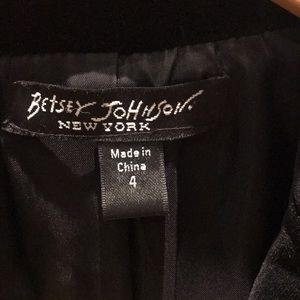 BETSEY JOHNSON.
NEW YORK
Made in
China
4